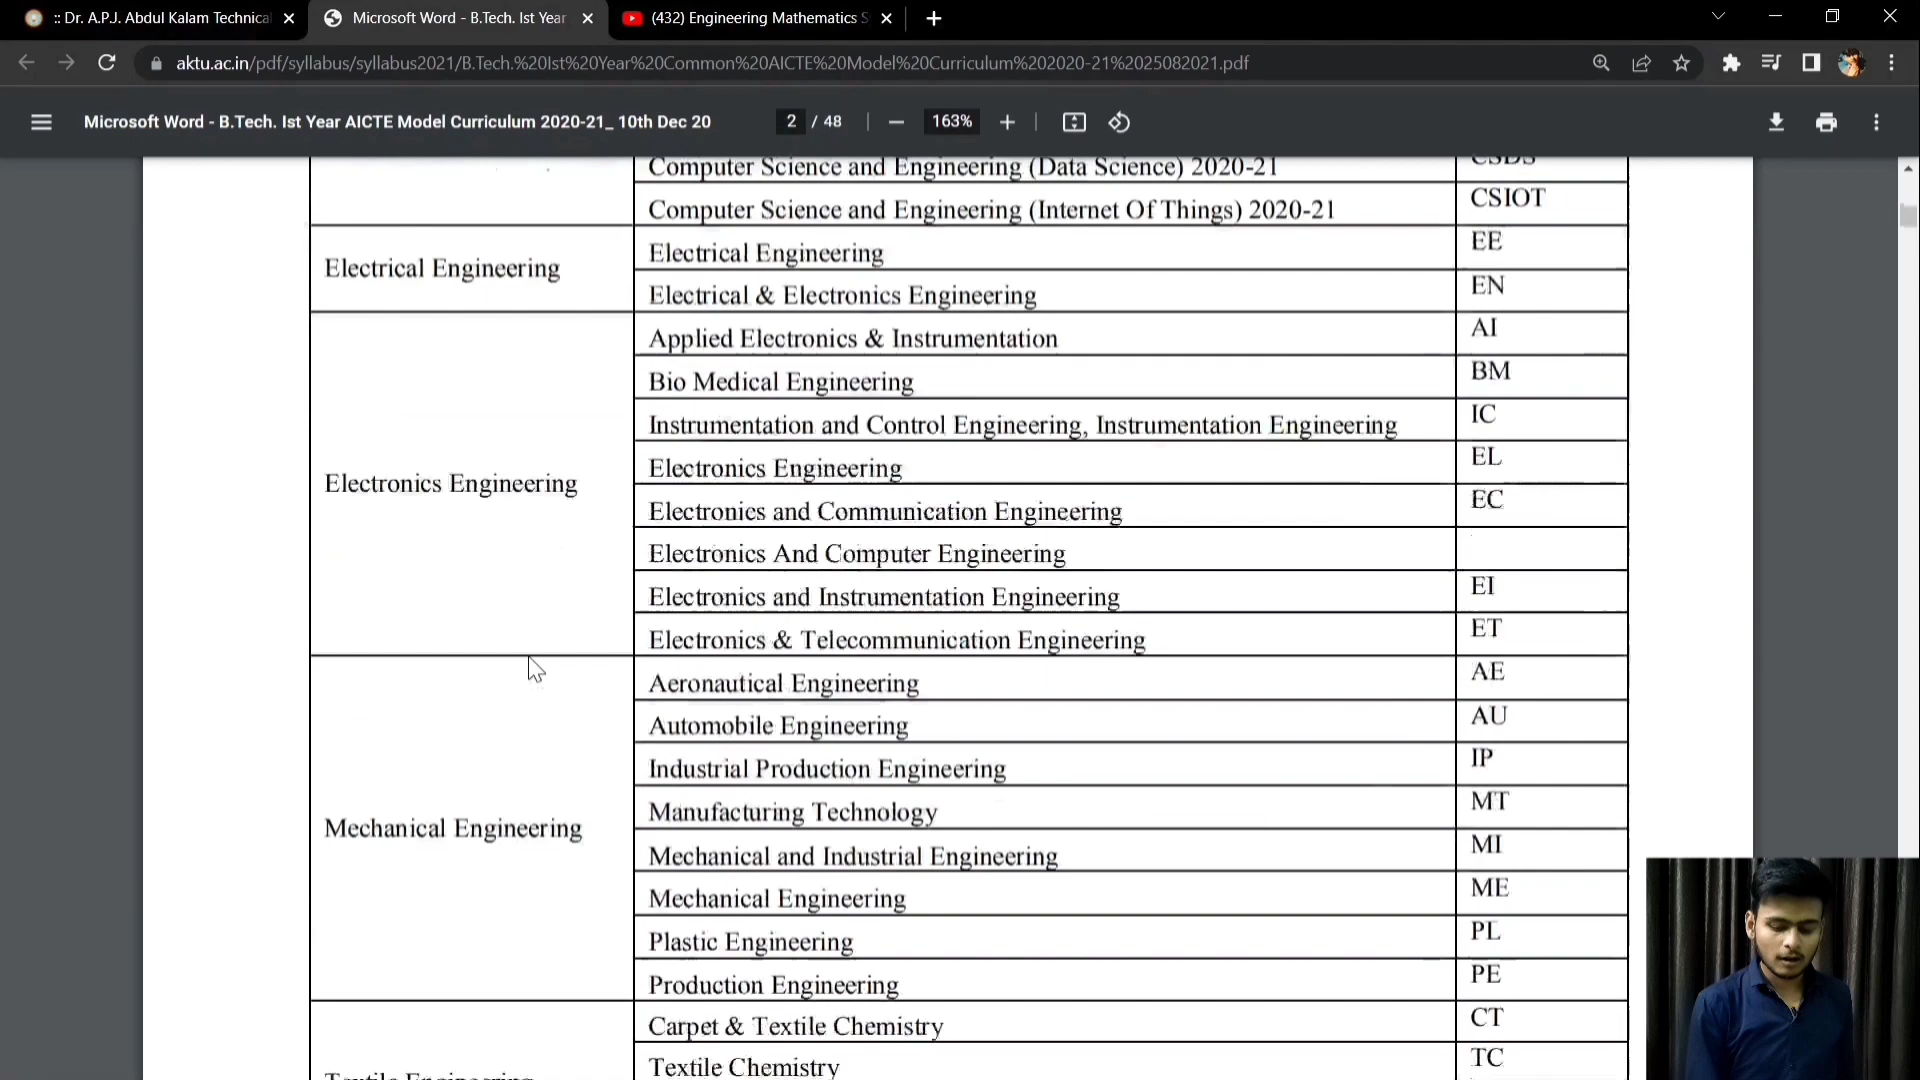 :: Dr. A.P.J. Abdul Kalam Technical
Microsoft Word - B.Tech. Ist Year
(432) Engineering Mathematics S
aktu.ac.in/pdf/syllabus/syllabus2021/B.Tech.%20Ist%20Year%20Common%20AICTE%20Model%20Curriculum%202020-21%2025082021.pdf
Microsoft Word - B.Tech. Ist Year AICTE Model Curriculum 2020-21_ 10th Dec 20
2 / 48
163%
Computer Science and Engineering (Data Science) 2020-21 CSDS
Computer Science and Engineering (Internet Of Things) 2020-21 CSIOT
Electrical Engineering
Electrical Engineering EE
Electrical & Electronics Engineering EN
Electronics Engineering
Applied Electronics & Instrumentation AI
Bio Medical Engineering BM
Instrumentation and Control Engineering, Instrumentation Engineering IC
Electronics Engineering EL
Electronics and Communication Engineering EC
Electronics And Computer Engineering
Electronics and Instrumentation Engineering EI
Electronics & Telecommunication Engineering ET
Mechanical Engineering
Aeronautical Engineering AE
Automobile Engineering AU
Industrial Production Engineering IP
Manufacturing Technology MT
Mechanical and Industrial Engineering MI
Mechanical Engineering ME
Plastic Engineering PL
Production Engineering PE
Textile Engineering
Carpet & Textile Chemistry CT
Textile Chemistry TC